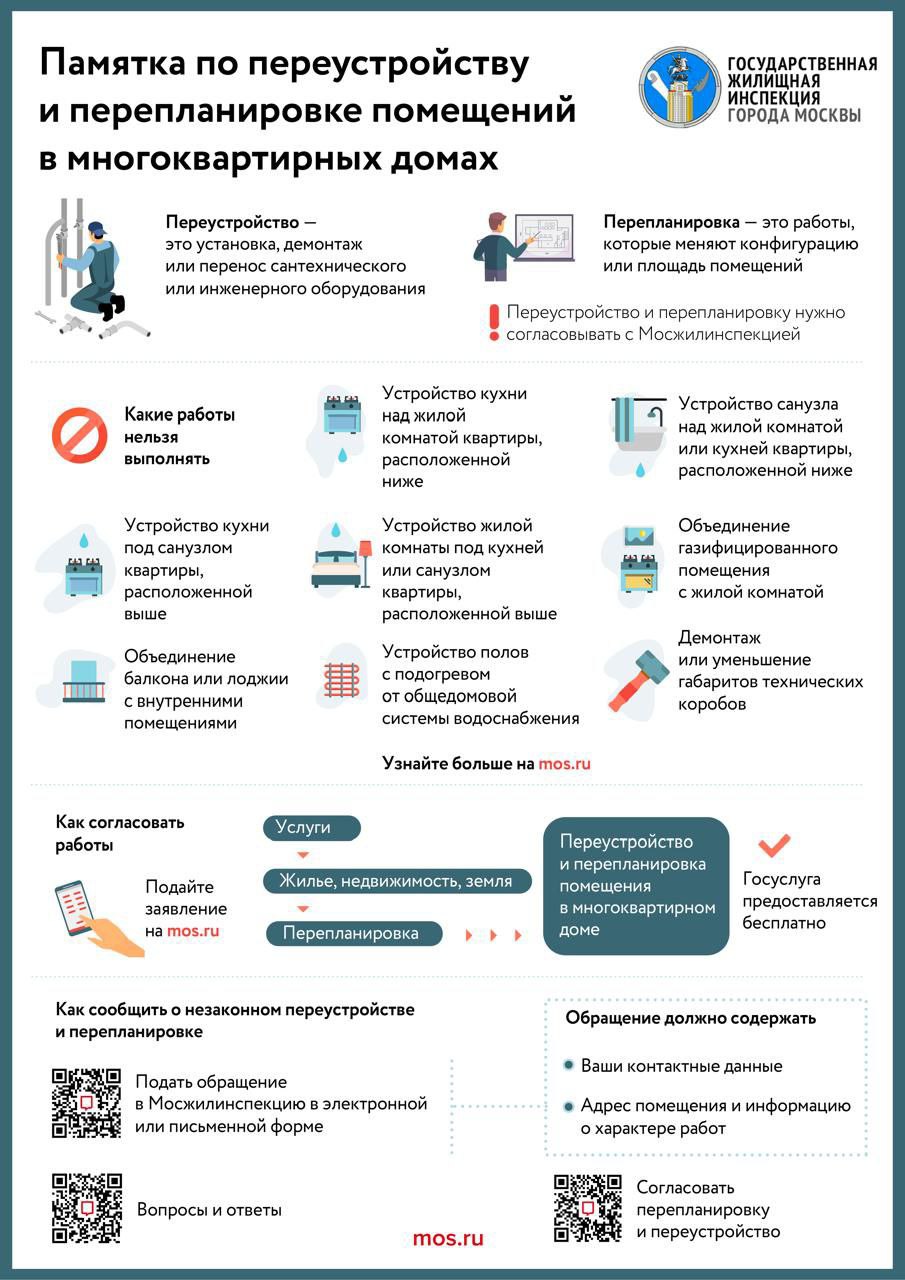 Памятка по переустройству
и перепланировке помещений
в многоквартирных домах
ГОСУДАРСТВЕННАЯ
ЖИЛИЩНАЯ
ИНСПЕКЦИЯ
ГОРОДА МОСКВЫ
Переустройство —
это установка, демонтаж
или перенос сантехнического
или инженерного оборудования
Перепланировка — это работы,
которые меняют конфигурацию
или площадь помещений
Переустройство и перепланировку нужно
согласовывать с Мосжилинспекцией
Какие работы
нельзя
выполнять
Устройство кухни
над жилой
комнатой квартиры,
расположенной
ниже
Устройство санузла
над жилой комнатой
или кухней квартиры,
расположенной ниже
Устройство кухни
под санузлом
квартиры,
расположенной
выше
Устройство жилой
комнаты под кухней
или санузлом
квартиры,
расположенной выше
Объединение
газифицированного
помещения
с жилой комнатой
Объединение
балкона или лоджии
с внутренними
помещениями
Устройство полов
с подогревом
от общедомовой
системы водоснабжения
Демонтаж
или уменьшение
габаритов технических
коробов
Узнайте больше на mos.ru
Как согласовать
работы
Подайте
заявление
на mos.ru
Услуги
Жилье, недвижимость, земля
Перепланировка
Переустройство
и перепланировка
помещения
в многоквартирном
доме
Госуслуга
предоставляется
бесплатно
Как сообщить о незаконном переустройстве
и перепланировке
Подать обращение
в Мосжилинспекцию в электронной
или письменной форме
Обращение должно содержать
Ваши контактные данные
Адрес помещения и информацию
о характере работ
Вопросы и ответы
mos.ru
Согласовать
перепланировку
и переустройство